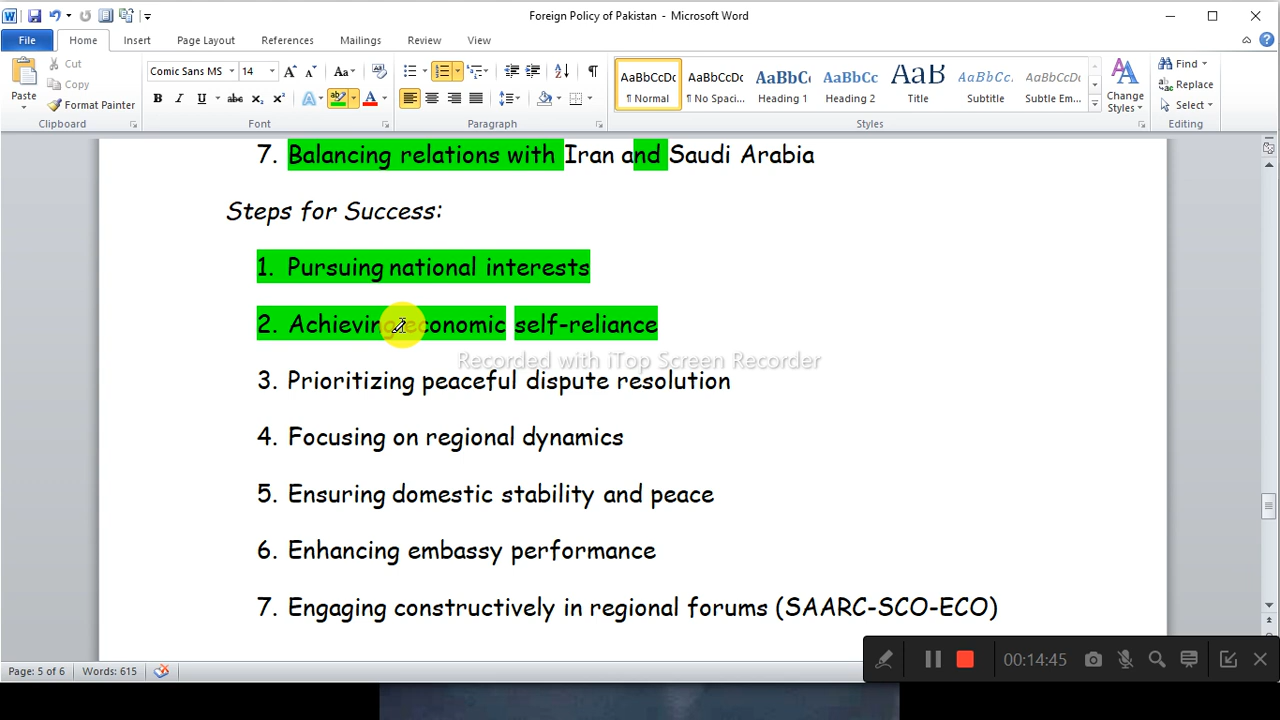 Foreign Policy of Pakistan - Microsoft Word
File Home Insert Page Layout References Mailings Review View
Paste
Cut
Copy
Format Painter
Clipboard
Comic Sans MS 14
Font
Paragraph
AaBbCcDc AaBbCcDc AaBbCc AaBbCc AaB AaBbCcL AaBbCcDc
¶ Normal ¶ No Spaci... Heading 1 Heading 2 Title Subtitle Subtle Em...
Change Styles
Styles
Find
Replace
Select
Editing
7. Balancing relations with Iran and Saudi Arabia
Steps for Success:
1. Pursuing national interests
2. Achieving economic self-reliance
Recorded with iTop Screen Recorder
3. Prioritizing peaceful dispute resolution
4. Focusing on regional dynamics
5. Ensuring domestic stability and peace
6. Enhancing embassy performance
7. Engaging constructively in regional forums (SAARC-SCO-ECO)
00:14:45
Page: 5 of 6 Words: 615